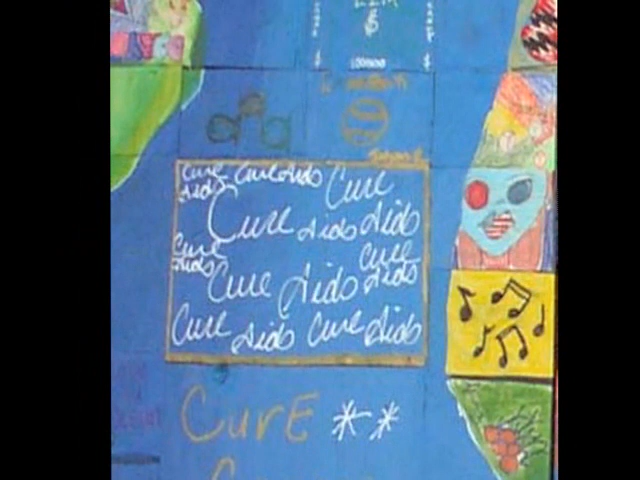 $
$ 1000000 $
Cure Cure Aids Cure
Aids
Cure Aids Aids
Cure Cure
Aids Cure Aids Aids
Cure Aids Cure Aids
CurE **